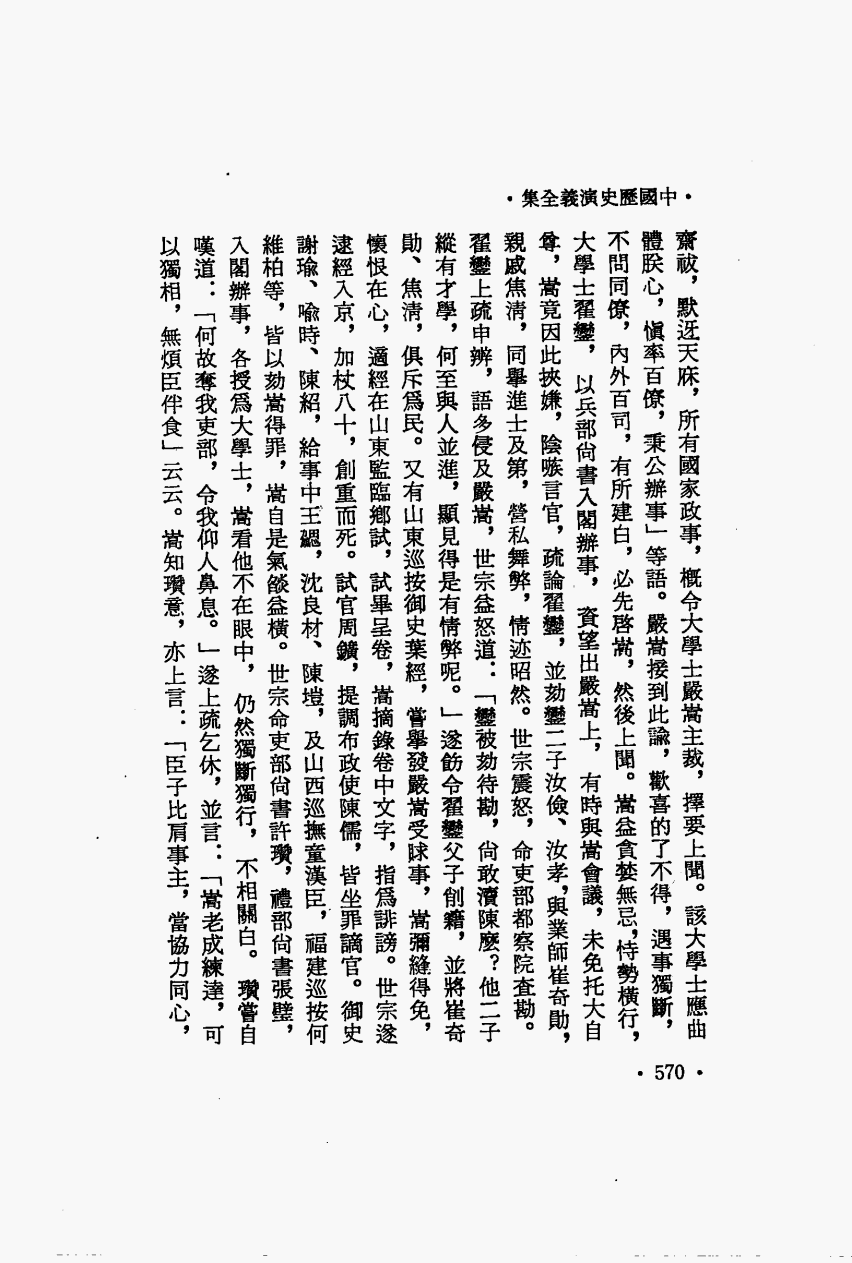 ·中國歷史演義全集·
齋祓，默迓天庥，所有國家政事，概令大學士嚴嵩主裁，擇要上聞。該大學士應曲
體朕心，愼率百僚，秉公辦事」等語。嚴嵩接到此諭，歡喜的了不得，遇事獨斷，
不問同僚，內外百司，有所建白，必先啓嵩，然後上聞。嵩益貪婪無忌，恃勢橫行，
大學士翟鑾，以兵部尙書入閣辦事，資望出嚴嵩上，有時與嵩會議，未免托大自
尊，嵩竟因此挾嫌，陰嗾言官，疏論翟鑾，並劾鑾二子汝儉、汝孝，與業師崔奇勛，
親戚焦淸，同舉進士及第，營私舞弊，情迹昭然。世宗震怒，命吏部都察院査勘。
翟鑾上疏申辨，語多侵及嚴嵩，世宗益怒道：「鑾被劾待勘，尙敢瀆陳麼？他二子
縱有才學，何至與人並進，顯見得是有情弊呢。」遂飭令翟鑾父子削籍，並將崔奇
勛、焦淸，俱斥爲民。又有山東巡按御史葉經，嘗舉發嚴嵩受賕事，嵩彌縫得免，
懷恨在心，適經在山東監臨鄕試，試畢呈卷，嵩摘錄卷中文字，指爲誹謗。世宗遂
逮經入京，加杖八十，創重而死。試官周鑛，提調布政使陳儒，皆坐罪謫官。御史
謝瑜、喻時、陳紹，給事中王勰，沈良材、陳塏，及山西巡撫童漢臣，福建巡按何
維柏等，皆以劾嵩得罪，嵩自是氣燄益橫。世宗命吏部尙書許瓚，禮部尙書張璧，
入閣辦事，各授爲大學士，嵩看他不在眼中，仍然獨斷獨行，不相關白。瓚嘗自
嘆道：「何故奪我吏部，令我仰人鼻息。」遂上疏乞休，並言：「嵩老成練達，可
以獨相，無煩臣伴食」云云。嵩知瓚意，亦上言：「臣子比肩事主，當協力同心，
·570·